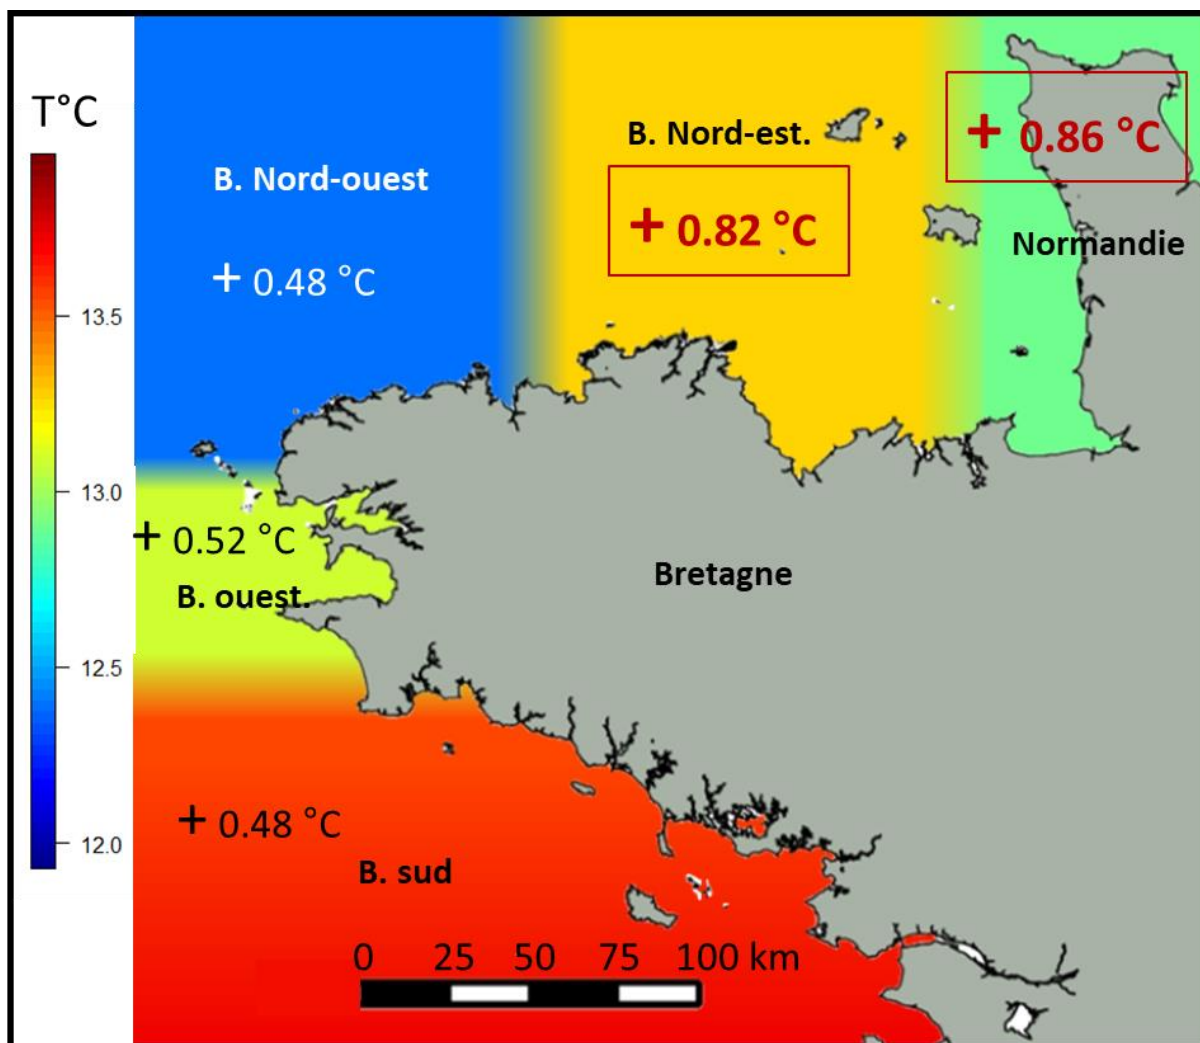 T°C
13.5
13.0
12.5
12.0
B. Nord-ouest
+ 0.48 °C
B. Nord-est.
+ 0.82 °C
+ 0.86 °C
Normandie
+ 0.52 °C
B. ouest.
Bretagne
+ 0.48 °C
B. sud
0 25 50 75 100 km